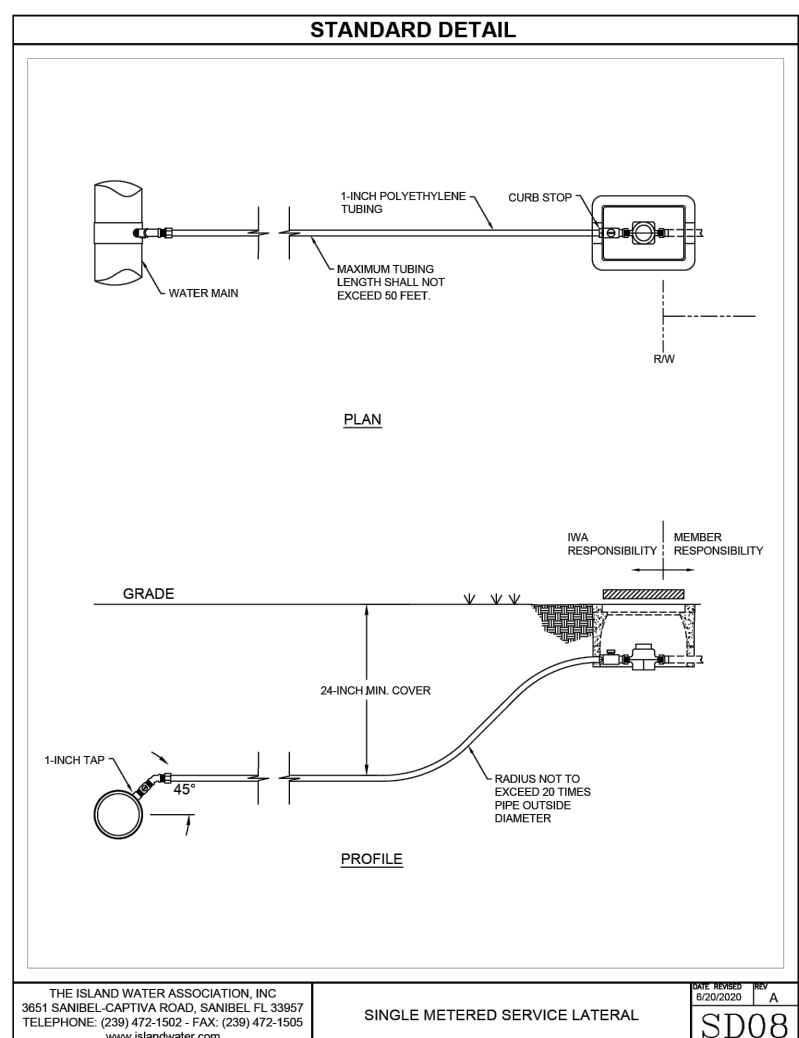 STANDARD DETAIL
1-INCH POLYETHYLENE
TUBING
CURB STOP
MAXIMUM TUBING
LENGTH SHALL NOT
EXCEED 50 FEET.
WATER MAIN
R/W
PLAN
IWA
RESPONSIBILITY
MEMBER
RESPONSIBILITY
GRADE
24-INCH MIN. COVER
1-INCH TAP
45°
RADIUS NOT TO
EXCEED 20 TIMES
PIPE OUTSIDE
DIAMETER
PROFILE
THE ISLAND WATER ASSOCIATION, INC
3651 SANIBEL-CAPTIVA ROAD, SANIBEL FL 33957
TELEPHONE: (239) 472-1502 - FAX: (239) 472-1505
www.islandwater.com
SINGLE METERED SERVICE LATERAL
DATE REVISED
6/20/2020
REV
A
SD08